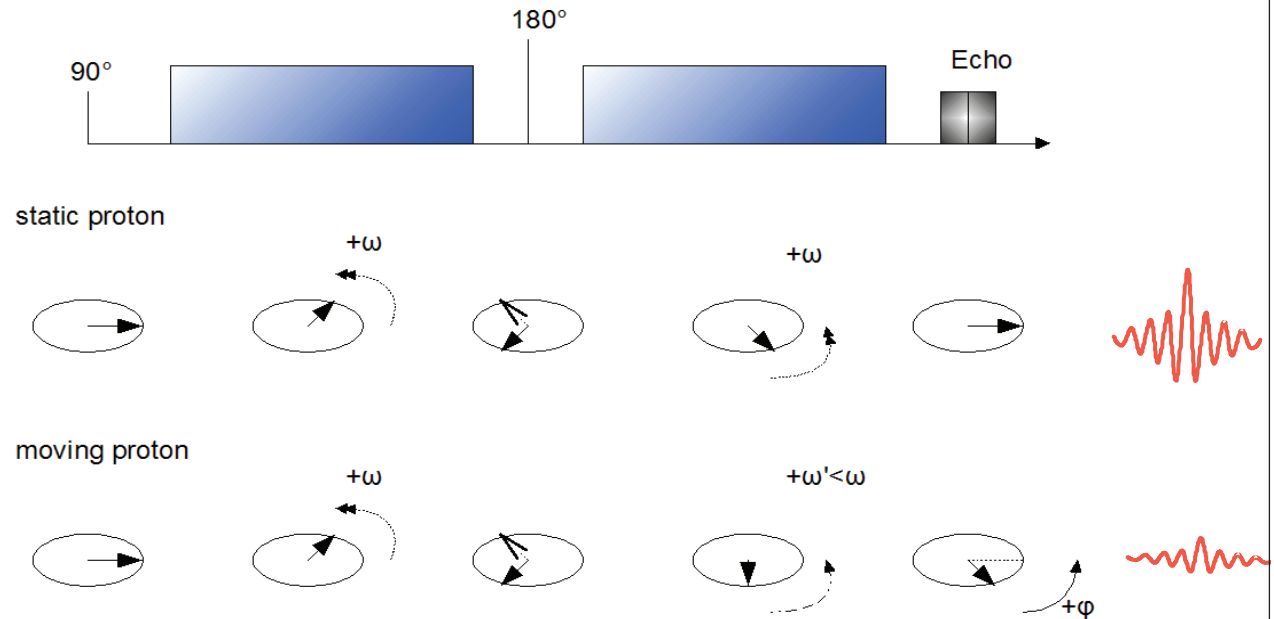 180°
90°
Echo
static proton
+ω
+ω
moving proton
+ω
+ω'<ω
+φ